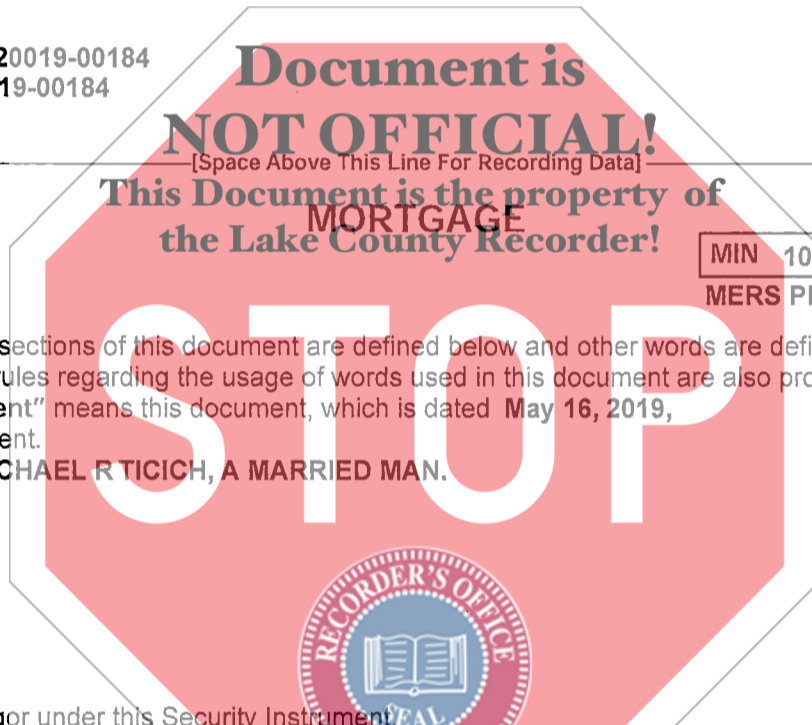 20019-00184
19-00184
Document is
NOT OFFICIAL!
[Space Above This Line For Recording Data]
This Document is the property of
MORTGAGE
the Lake County Recorder!
MIN 10
MERS
STOP
sections of this document are defined below and other words are defi
ules regarding the usage of words used in this document are also pro
ent” means this document, which is dated May 16, 2019,
ent.
CHAEL R TICICH, A MARRIED MAN.
RECORDER'S OFFICE
SEAL
gor under this Security Instrument.